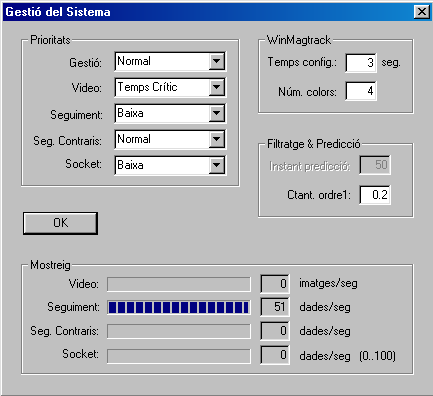 Gestió del Sistema
Prioritats
Gestió: Normal
Video: Temps Crític
Seguiment: Baixa
Seg. Contraris: Normal
Socket: Baixa
WinMagtrack
Temps config.: 3 seg.
Núm. colors: 4
Filtratge & Predicció
Instant predicció: 50
Ctant. ordre1: 0.2
OK
Mostreig
Video: 0 imatges/seg
Seguiment: 51 dades/seg
Seg. Contraris: 0 dades/seg
Socket: 0 dades/seg (0..100)